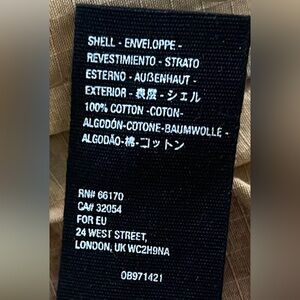 SHELL - ENVELOPPE -
REVESTIMIENTO - STRATO
ESTERNO - AUßENHAUT -
EXTERIOR - 表層 - シェル
100% COTTON -COTON-
ALGODÓN-COTONE-BAUMWOLLE -
ALGODÃO-棉-コットン
RN# 66170
CA# 32054
FOR EU
24 WEST STREET,
LONDON, UK WC2H9NA
0B971421